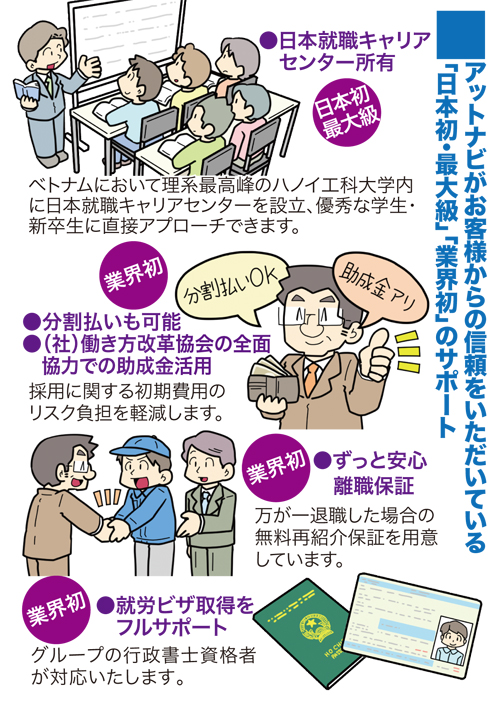 アットナビがお客様からの信頼をいただいている
「日本初・最大級」「業界初」のサポート
●日本就職キャリア
センター所有
日本初
最大級
ベトナムにおいて理系最高峰のハノイ工科大学内
に日本就職キャリアセンターを設立、優秀な学生・
新卒生に直接アプローチできます。
業界初
分割払いOK
助成金アリ
●分割払いも可能
●（社）働き方改革協会の全面
協力での助成金活用
採用に関する初期費用の
リスク負担を軽減します。
業界初
●ずっと安心
離職保証
万が一退職した場合の
無料再紹介保証を用意
しています。
業界初
●就労ビザ取得を
フルサポート
グループの行政書士資格者
が対応いたします。